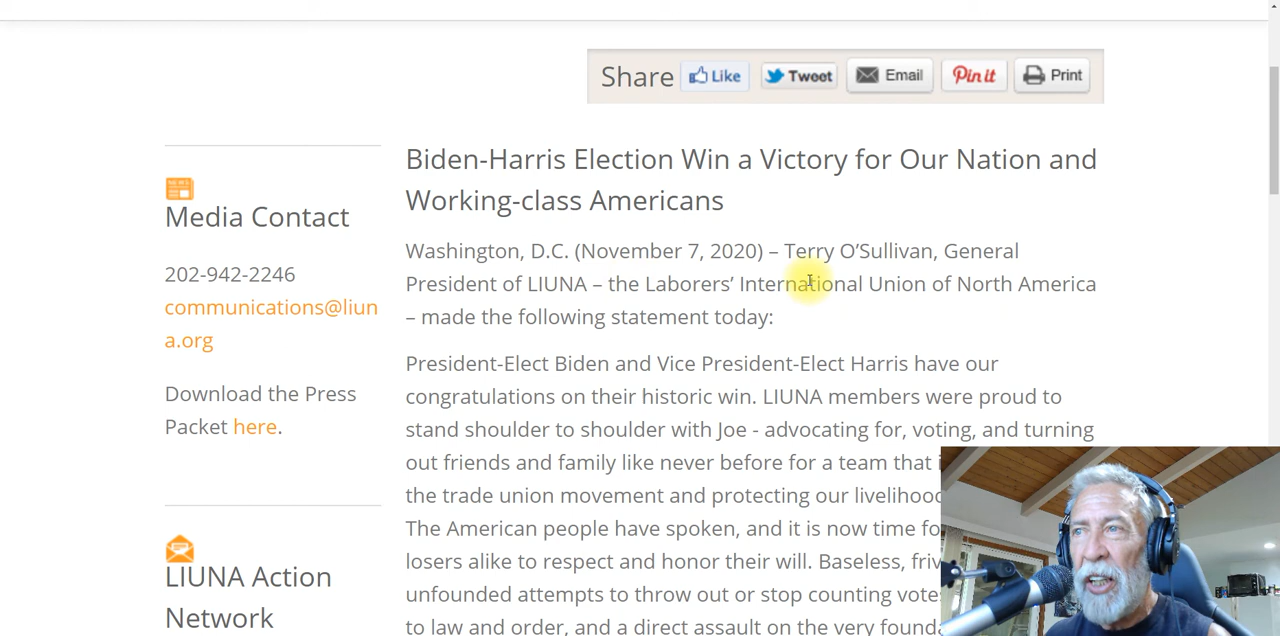 Share Like Tweet Email Pin it Print
Biden-Harris Election Win a Victory for Our Nation and
Working-class Americans
Washington, D.C. (November 7, 2020) – Terry O’Sullivan, General
President of LIUNA – the Laborers’ International Union of North America
– made the following statement today:
President-Elect Biden and Vice President-Elect Harris have our
congratulations on their historic win. LIUNA members were proud to
stand shoulder to shoulder with Joe - advocating for, voting, and turning
out friends and family like never before for a team that
the trade union movement and protecting our
The American people have spoken, and it is now time
losers alike to respect and honor their will. Baseless,
unfounded attempts to throw out or stop counting
to law and order, and a direct assault on the very
Media Contact
202-942-2246
communications@liun
a.org
Download the Press
Packet here.
LIUNA Action
Network